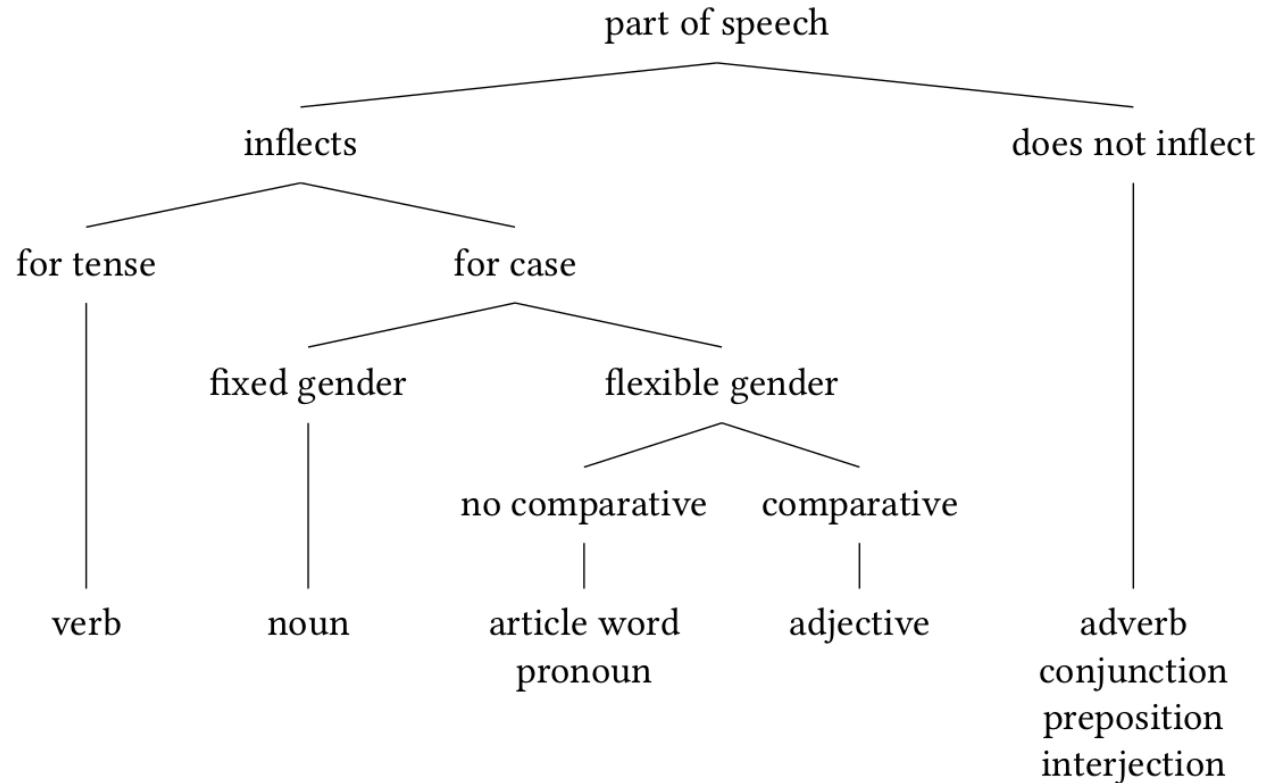 part of speech
inflects
does not inflect
for tense
for case
fixed gender
flexible gender
no comparative
comparative
verb
noun
article word
pronoun
adjective
adverb
conjunction
preposition
interjection